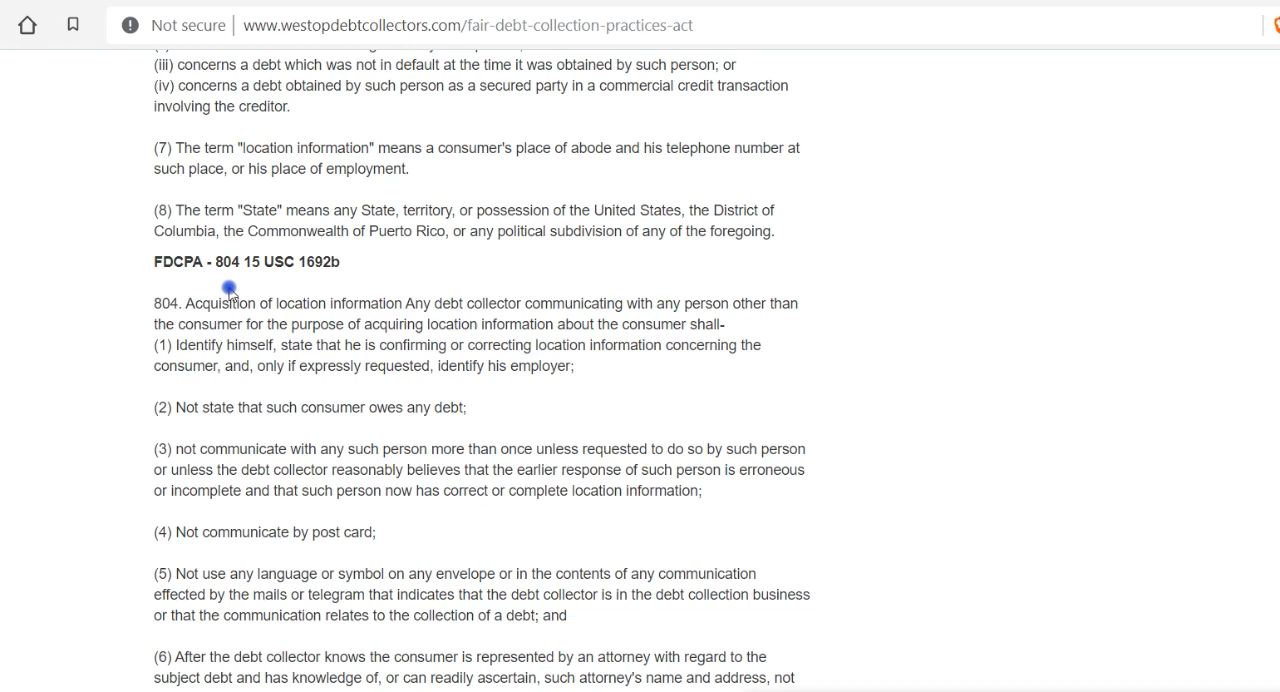 Not secure | www.westopdebtcollectors.com/fair-debt-collection-practices-act
(iii) concerns a debt which was not in default at the time it was obtained by such person; or
(iv) concerns a debt obtained by such person as a secured party in a commercial credit transaction
involving the creditor.
(7) The term "location information" means a consumer's place of abode and his telephone number at
such place, or his place of employment.
(8) The term "State" means any State, territory, or possession of the United States, the District of
Columbia, the Commonwealth of Puerto Rico, or any political subdivision of any of the foregoing.
FDCPA - 804 15 USC 1692b
804. Acquisition of location information Any debt collector communicating with any person other than
the consumer for the purpose of acquiring location information about the consumer shall-
(1) Identify himself, state that he is confirming or correcting location information concerning the
consumer, and, only if expressly requested, identify his employer;
(2) Not state that such consumer owes any debt;
(3) not communicate with any such person more than once unless requested to do so by such person
or unless the debt collector reasonably believes that the earlier response of such person is erroneous
or incomplete and that such person now has correct or complete location information;
(4) Not communicate by post card;
(5) Not use any language or symbol on any envelope or in the contents of any communication
effected by the mails or telegram that indicates that the debt collector is in the debt collection business
or that the communication relates to the collection of a debt; and
(6) After the debt collector knows the consumer is represented by an attorney with regard to the
subject debt and has knowledge of, or can readily ascertain, such attorney's name and address, not